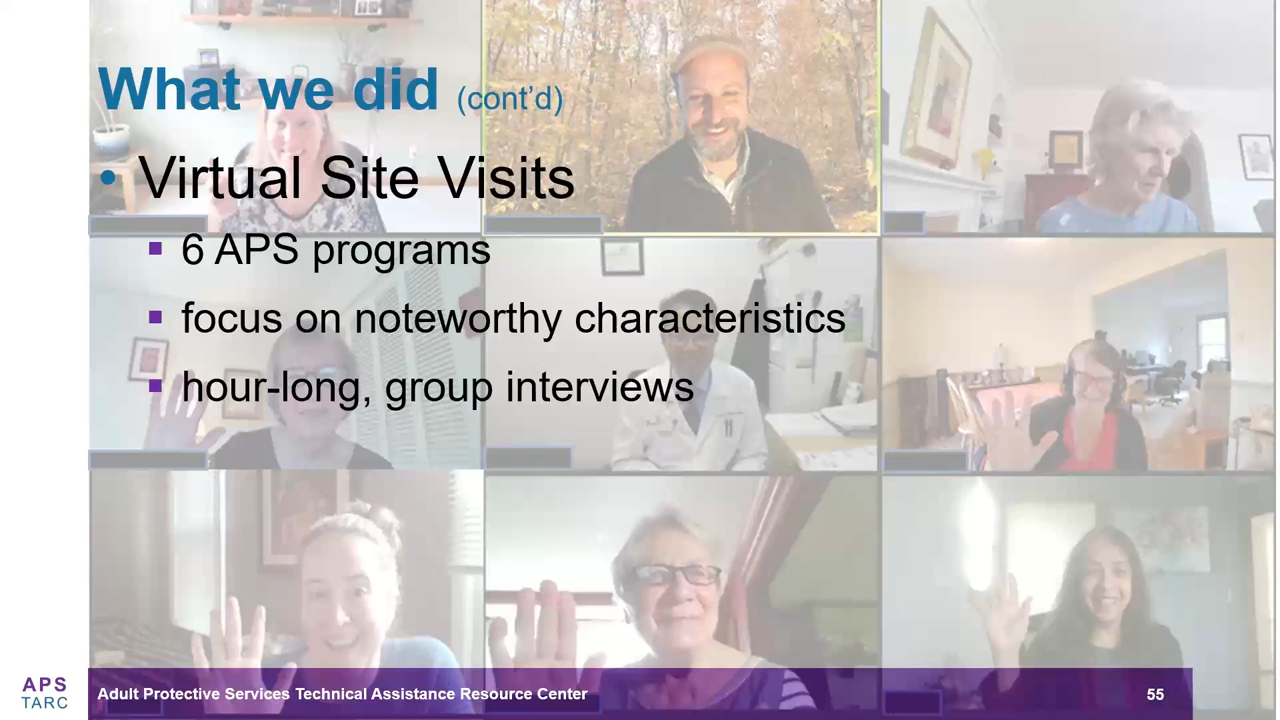 What we did (cont'd)
• Virtual Site Visits
▪ 6 APS programs
▪ focus on noteworthy characteristics
▪ hour-long, group interviews
APS
TARC
Adult Protective Services Technical Assistance Resource Center
55